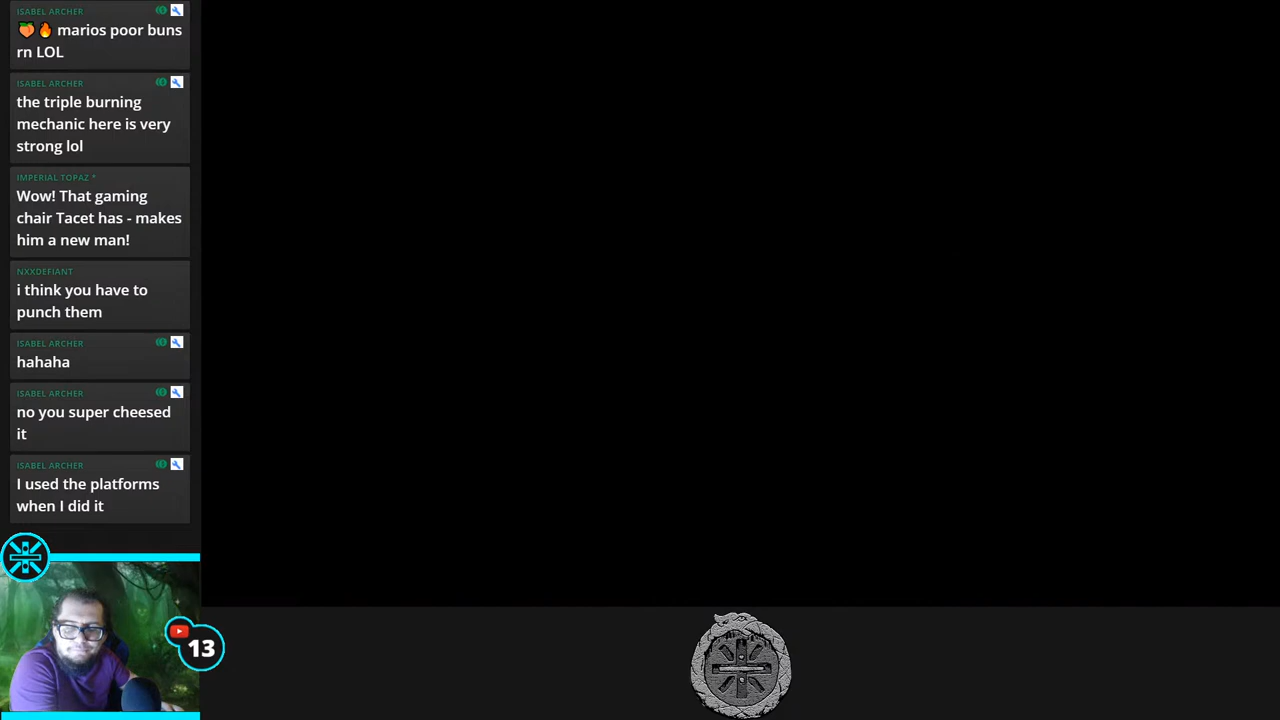 ISABEL ARCHER
🍑🔥 marios poor buns
rn LOL
ISABEL ARCHER
the triple burning
mechanic here is very
strong lol
IMPERIAL TOPAZ *
Wow! That gaming
chair Tacet has - makes
him a new man!
NXXDEFIANT
i think you have to
punch them
ISABEL ARCHER
hahaha
ISABEL ARCHER
no you super cheesed
it
ISABEL ARCHER
I used the platforms
when I did it
13